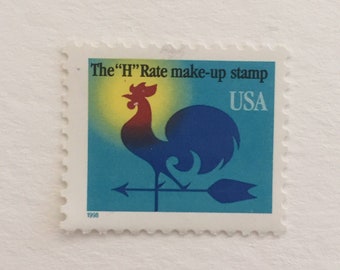 The "H" Rate make-up stamp
USA
1998